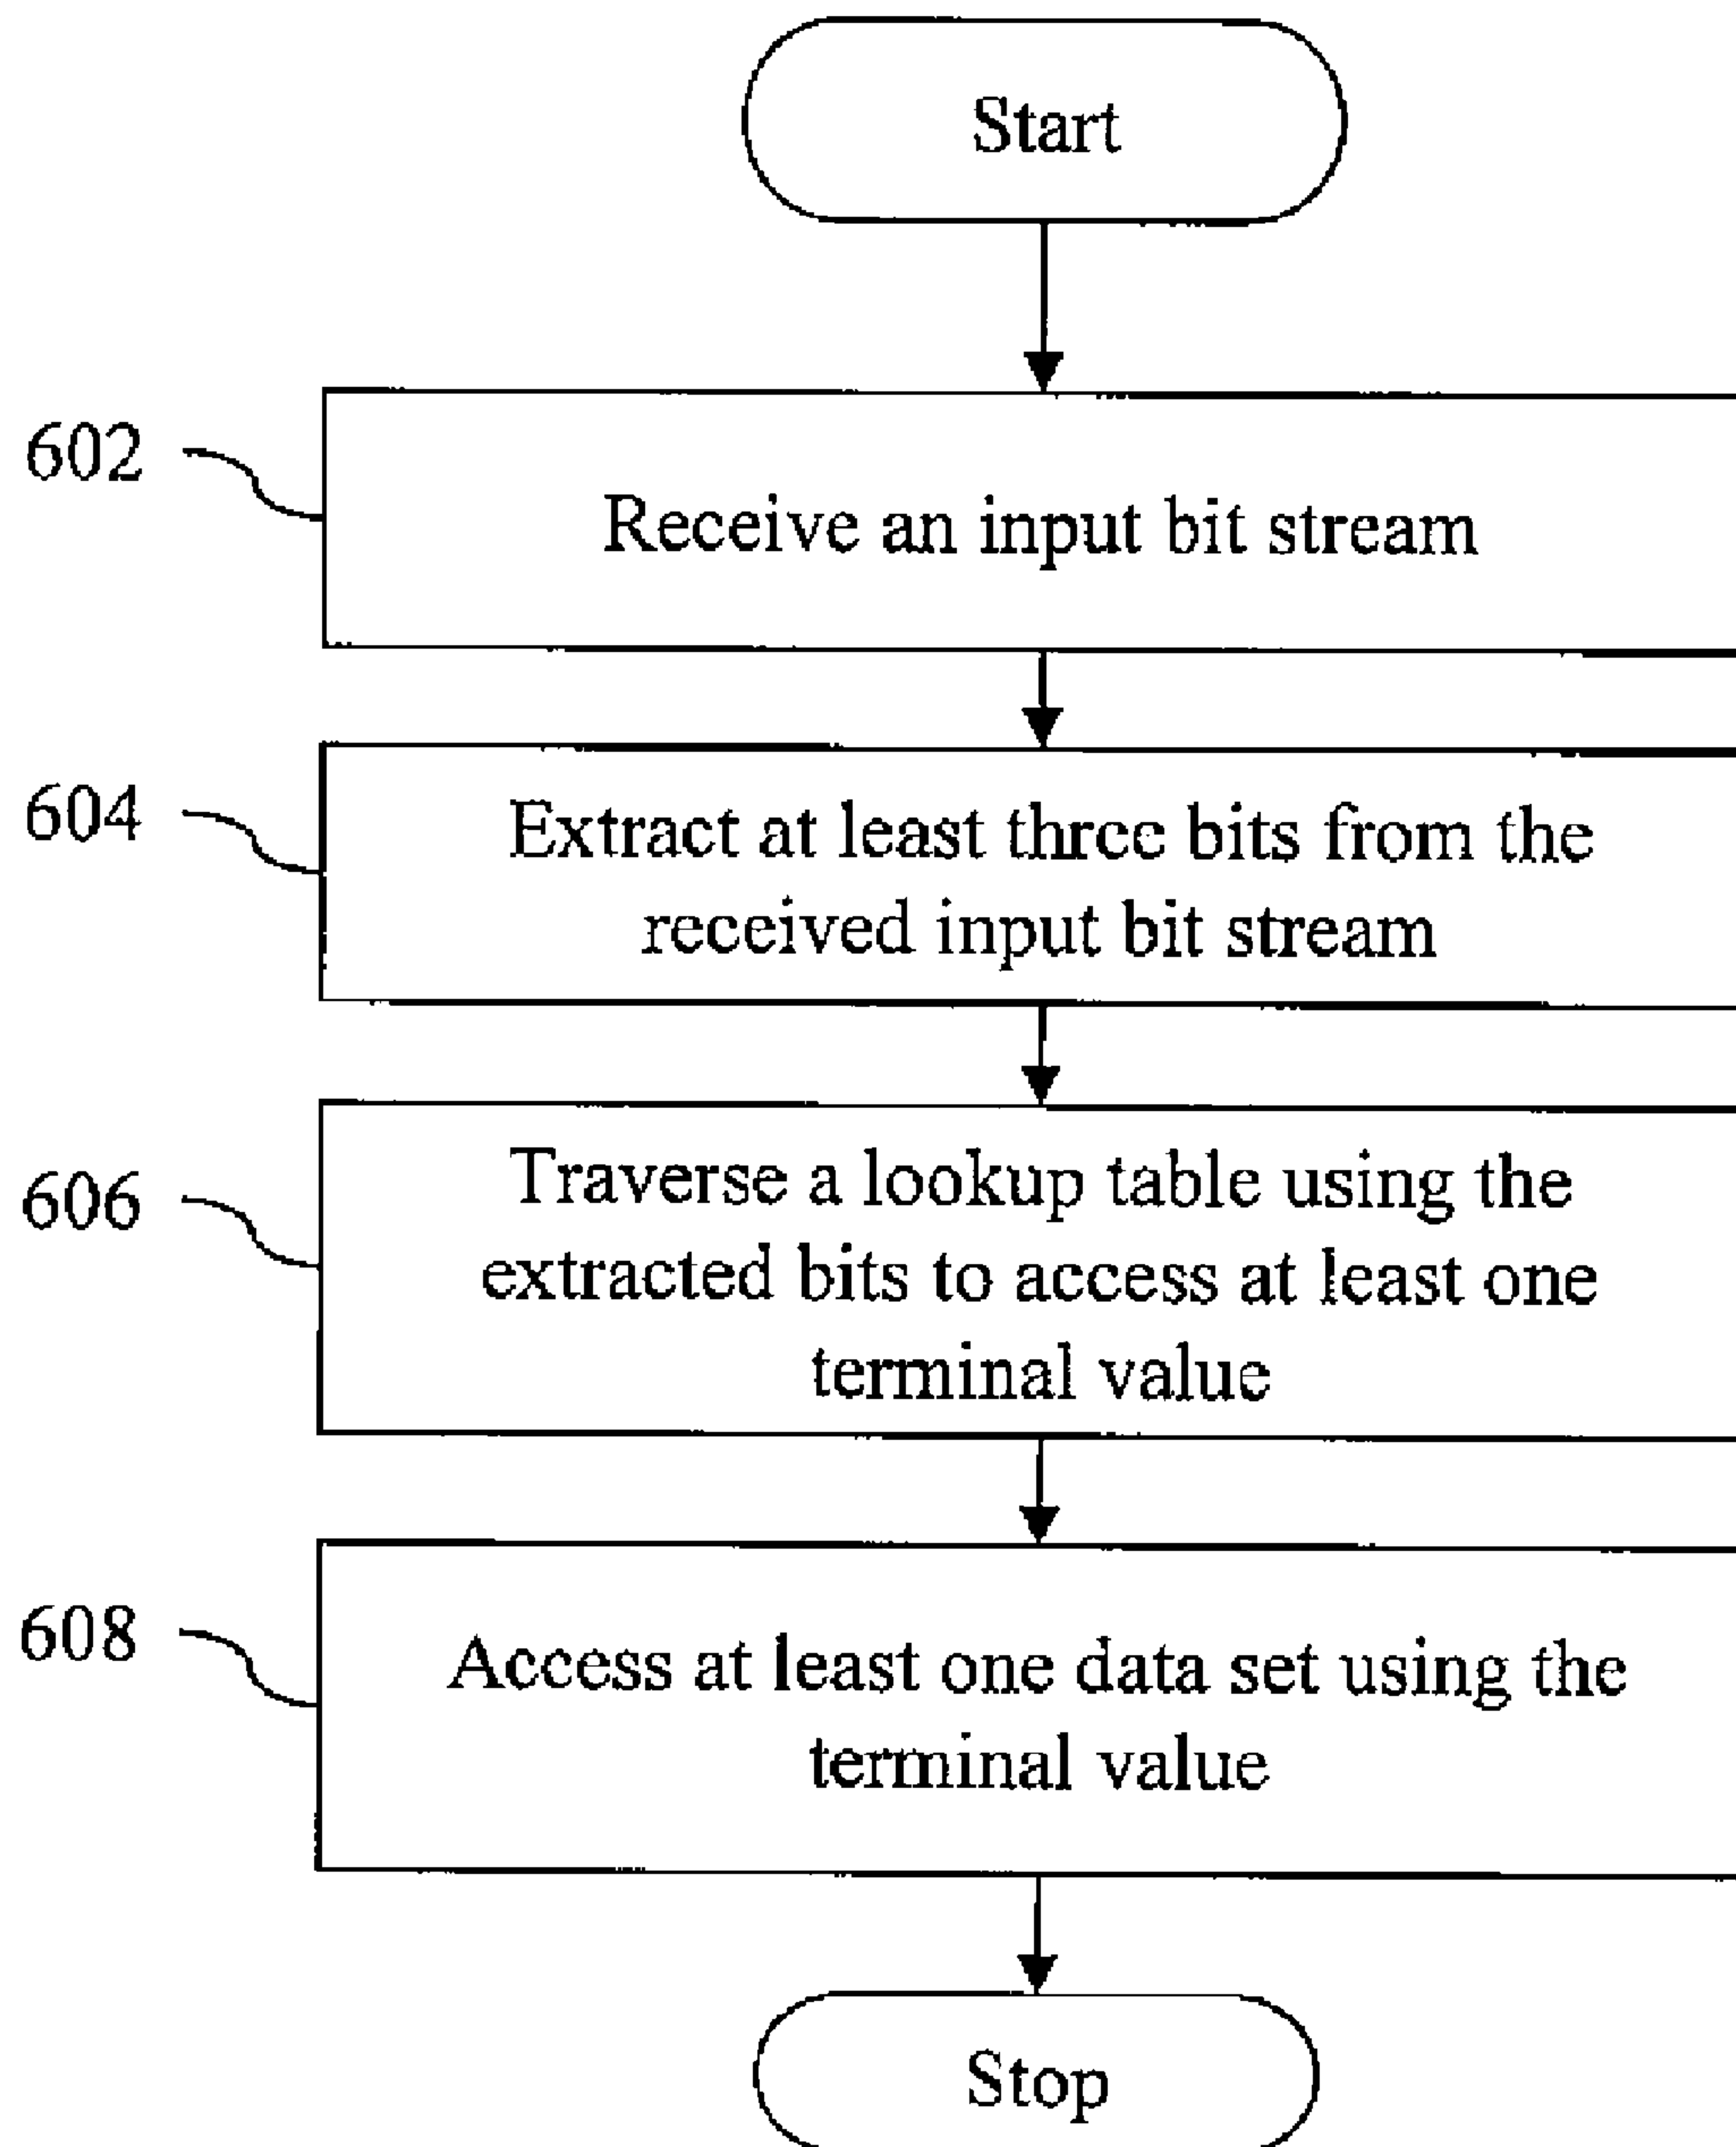 Start
602
Receive an input bit stream
604
Extract at least three bits from the
received input bit stream
606
Traverse a lookup table using the
extracted bits to access at least one
terminal value
608
Access at least one data set using the
terminal value
Stop